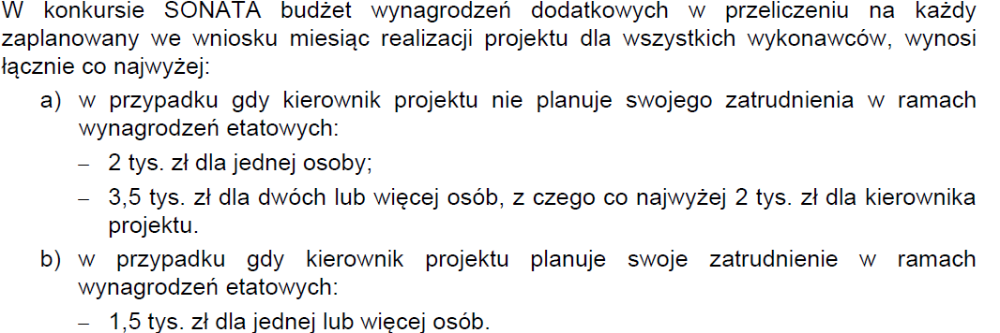 W konkursie SONATA budżet wynagrodzeń dodatkowych w przeliczeniu na każdy
zaplanowany we wniosku miesiąc realizacji projektu dla wszystkich wykonawców, wynosi
łącznie co najwyżej:
a) w przypadku gdy kierownik projektu nie planuje swojego zatrudnienia w ramach
wynagrodzeń etatowych:
− 2 tys. zł dla jednej osoby;
− 3,5 tys. zł dla dwóch lub więcej osób, z czego co najwyżej 2 tys. zł dla kierownika
projektu.
b) w przypadku gdy kierownik projektu planuje swoje zatrudnienie w ramach
wynagrodzeń etatowych:
− 1,5 tys. zł dla jednej lub więcej osób.